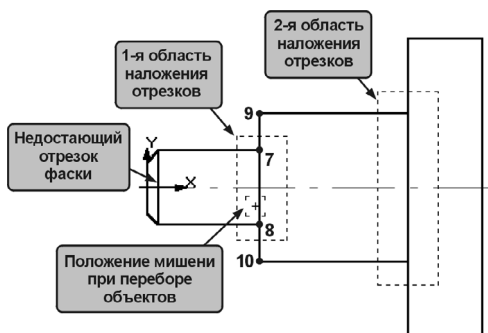 1-я область
наложения
отрезков
2-я область
наложения
отрезков
Недостающий
отрезок
фаски
Y
X
9
7
8
10
Положение мишени
при переборе
объектов